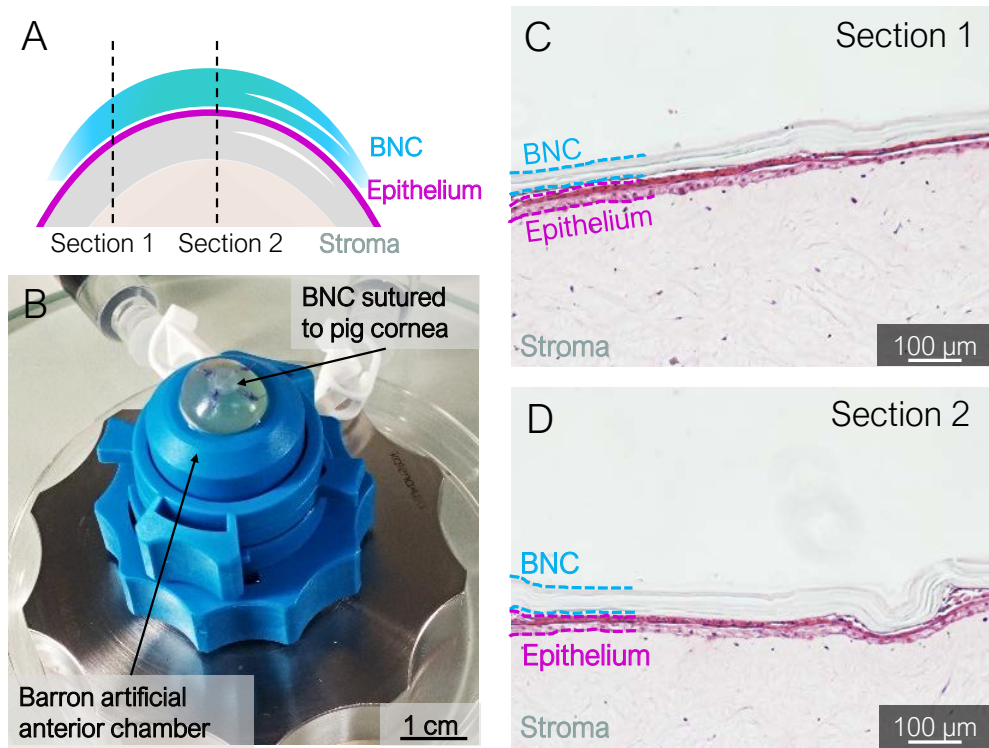 A
BNC
Epithelium
Section 1
Section 2
Stroma
B
BNC sutured
to pig cornea
Barron artificial
anterior chamber
1 cm
C
Section 1
BNC
Epithelium
Stroma
100 µm
D
Section 2
BNC
Epithelium
Stroma
100 µm